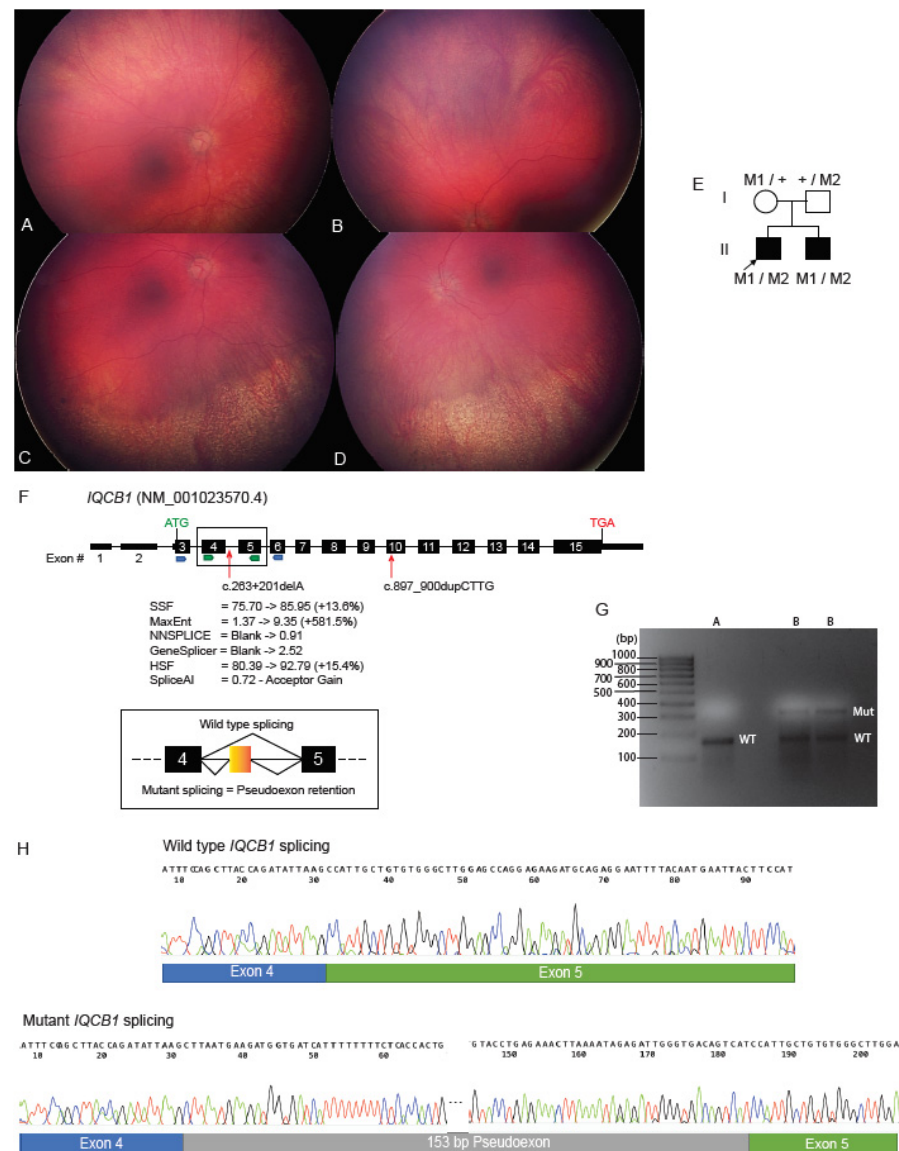 A
B
C
D
E
M1 / +   + / M2
I
II
M1 / M2   M1 / M2
F
IQCB1 (NM_001023570.4)
ATG
TGA
Exon #
1 2 3 4 5 6 7 8 9 10 11 12 13 14 15
c.263+201delA
c.897_900dupCTTG
SSF = 75.70 -> 85.95 (+13.6%)
MaxEnt = 1.37 -> 9.35 (+581.5%)
NNSPLICE = Blank -> 0.91
GeneSplicer = Blank -> 2.52
HSF = 80.39 -> 92.79 (+15.4%)
SpliceAI = 0.72 - Acceptor Gain
Wild type splicing
4 5
Mutant splicing = Pseudoexon retention
G
A B B
(bp)
1000
900
800
700
600
500
400
300
200
100
Mut
WT
WT
H
Wild type IQCB1 splicing
ATTTCCAGCTTACCAGATATTAAGCCATTGCTGTGTGGGCTTGGAGCCAGGAGAAGATGCAGAGGAATTTTACAATGAATTACTTCCAT
10 20 30 40 50 60 70 80 90
Exon 4 Exon 5
Mutant IQCB1 splicing
10 20 30 40 50 60
GTACCTGAGAAACTTAAAATAGAGATTGGGTGACAGTCATCCATTGCTGTGTGGGCTTGGA
150 160 170 180 190 200
Exon 4 153 bp Pseudoexon Exon 5